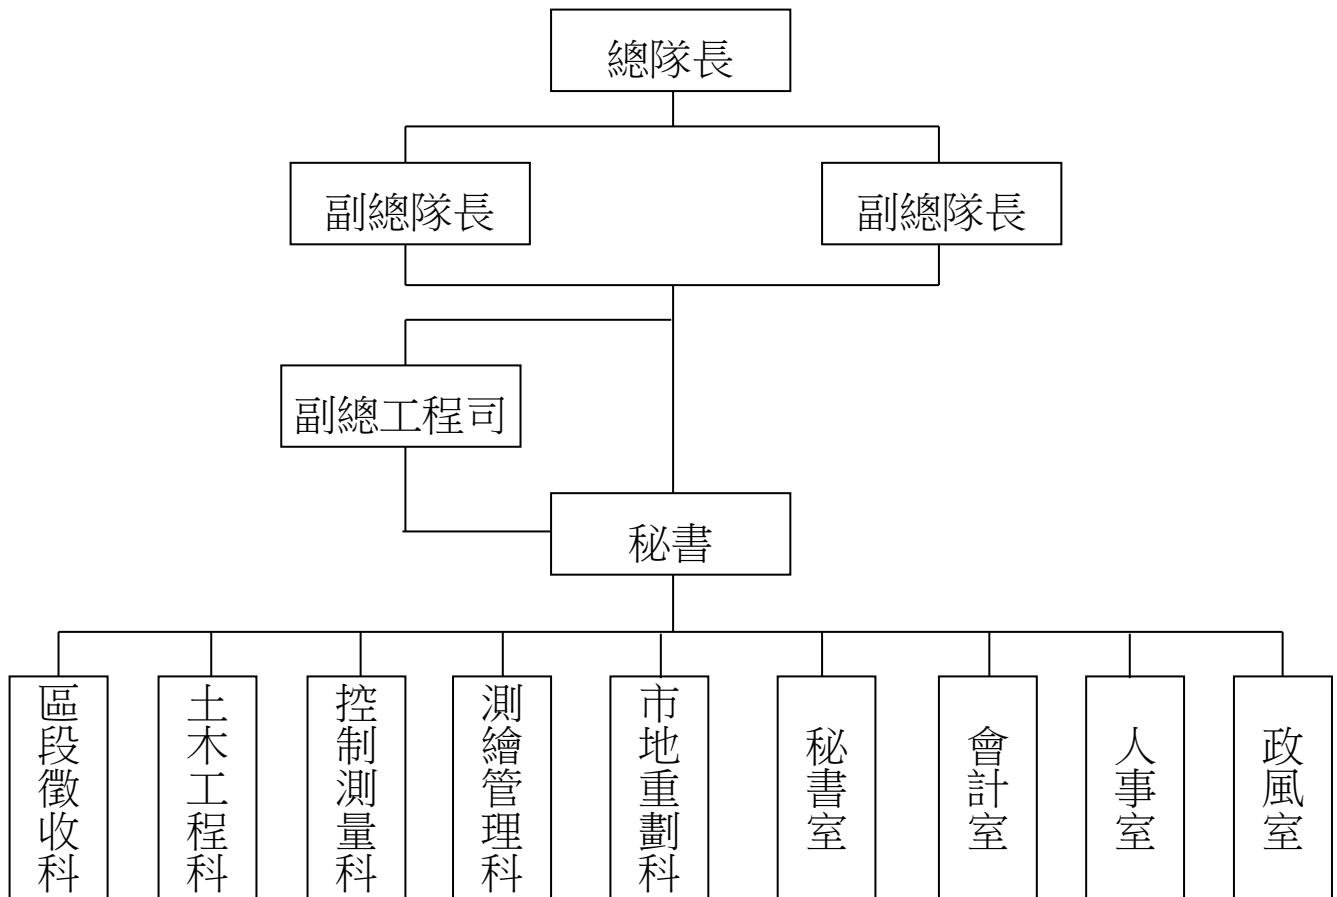 總隊長
副總隊長
副總隊長
副總工程司
秘書
區段徵收科
土木工程科
控制測量科
測繪管理科
市地重劃科
秘書室
會計室
人事室
政風室